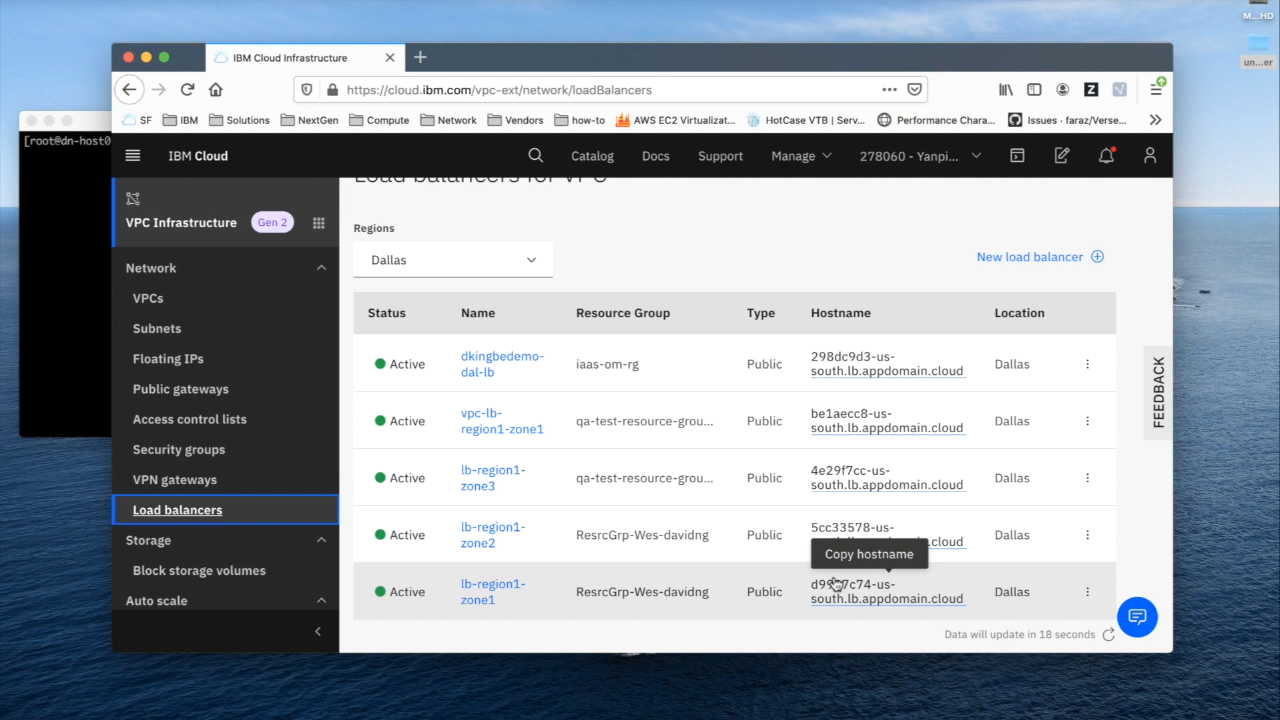 M...HD
un...er
IBM Cloud Infrastructure
https://cloud.ibm.com/vpc-ext/network/loadBalancers
SF
IBM
Solutions
NextGen
Compute
Network
Vendors
how-to
AWS EC2 Virtualizat...
HotCase VTB | Serv...
Performance Chara...
Issues · faraz/Verse...
[root@dn-host0
IBM Cloud
Catalog
Docs
Support
Manage
278060 - Yanpi...
VPC Infrastructure
Gen 2
Network
VPCs
Subnets
Floating IPs
Public gateways
Access control lists
Security groups
VPN gateways
Load balancers
Storage
Block storage volumes
Auto scale
Load balancers for VPC
Regions
Dallas
New load balancer
Status Name Resource Group Type Hostname Location
Active dkingbedemo- iaas-om-rg Public 298dc9d3-us- Dallas
dal-lb south.lb.appdomain.cloud
Active vpc-lb- qa-test-resource-grou... Public be1aecc8-us- Dallas
region1-zone1 south.lb.appdomain.cloud
Active lb-region1- qa-test-resource-grou... Public 4e29f7cc-us- Dallas
zone3 south.lb.appdomain.cloud
Active lb-region1- ResrcGrp-Wes-davidng Public 5cc33578-us- Dallas
zone2 .cloud
Copy hostname
Active lb-region1- ResrcGrp-Wes-davidng Public Dallas
zone1 south.lb.appdomain.cloud
Data will update in 18 seconds
FEEDBACK